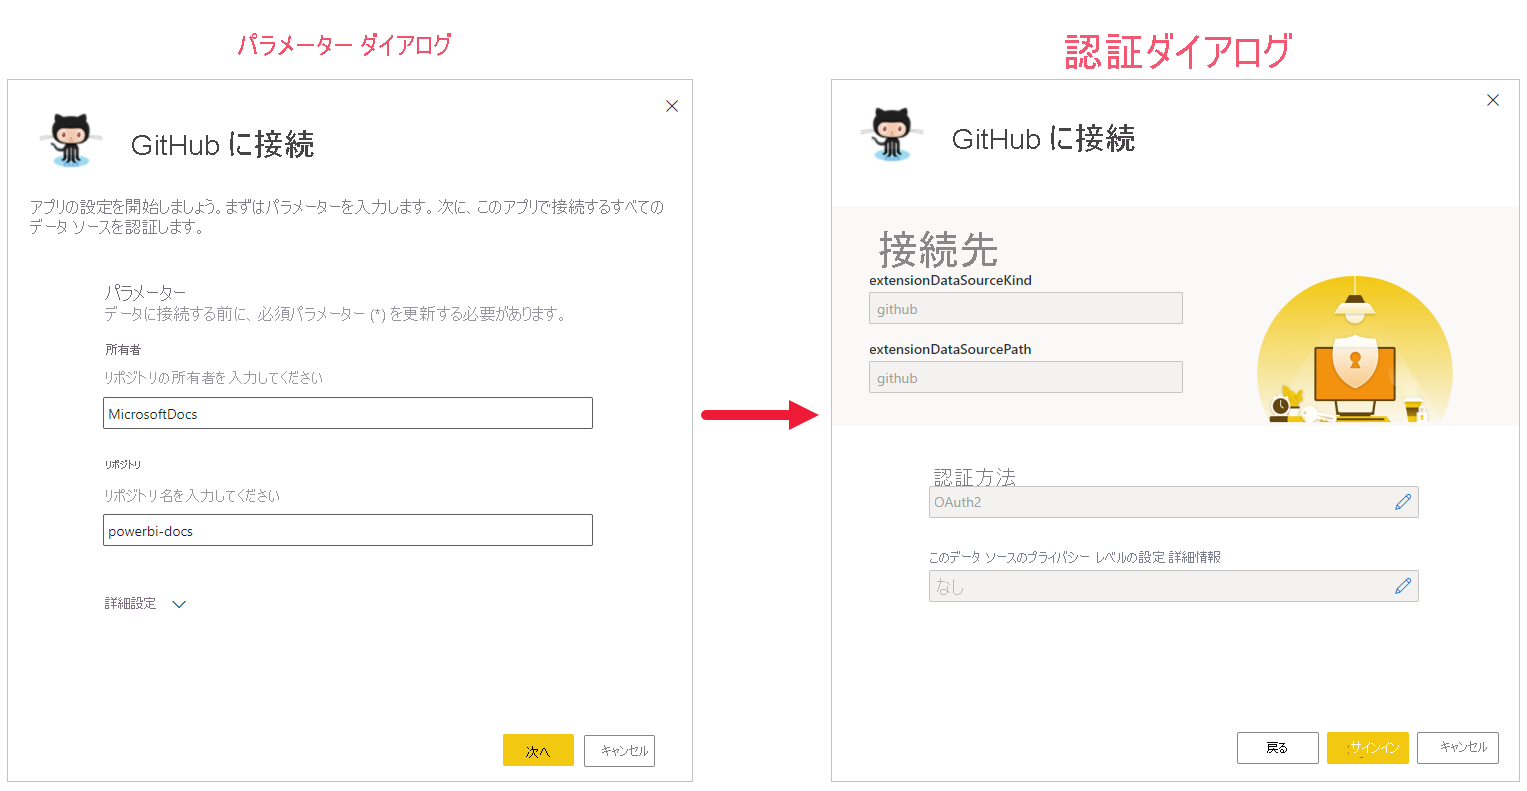 パラメーター ダイアログ
GitHub に接続
アプリの設定を開始しましょう。まずはパラメーターを入力します。次に、このアプリで接続するすべての
データ ソースを認証します。
パラメーター
データに接続する前に、必須パラメーター (*) を更新する必要があります。
所有者
リポジトリの所有者を入力してください
MicrosoftDocs
リポジトリ
リポジトリ名を入力してください
powerbi-docs
詳細設定
次へ
キャンセル
認証ダイアログ
GitHub に接続
接続先
extensionDataSourceKind
github
extensionDataSourcePath
github
認証方法
OAuth2
このデータ ソースのプライバシー レベルの設定 詳細情報
なし
戻る
サインイン
キャンセル